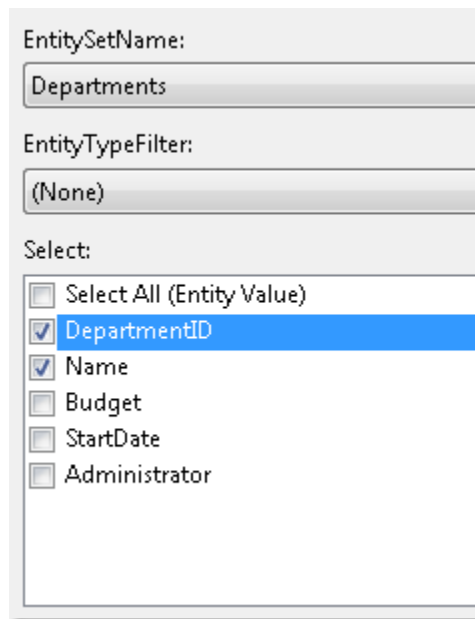 EntitySetName:
Departments
EntityTypeFilter:
(None)
Select:
Select All (Entity Value)
DepartmentID
Name
Budget
StartDate
Administrator